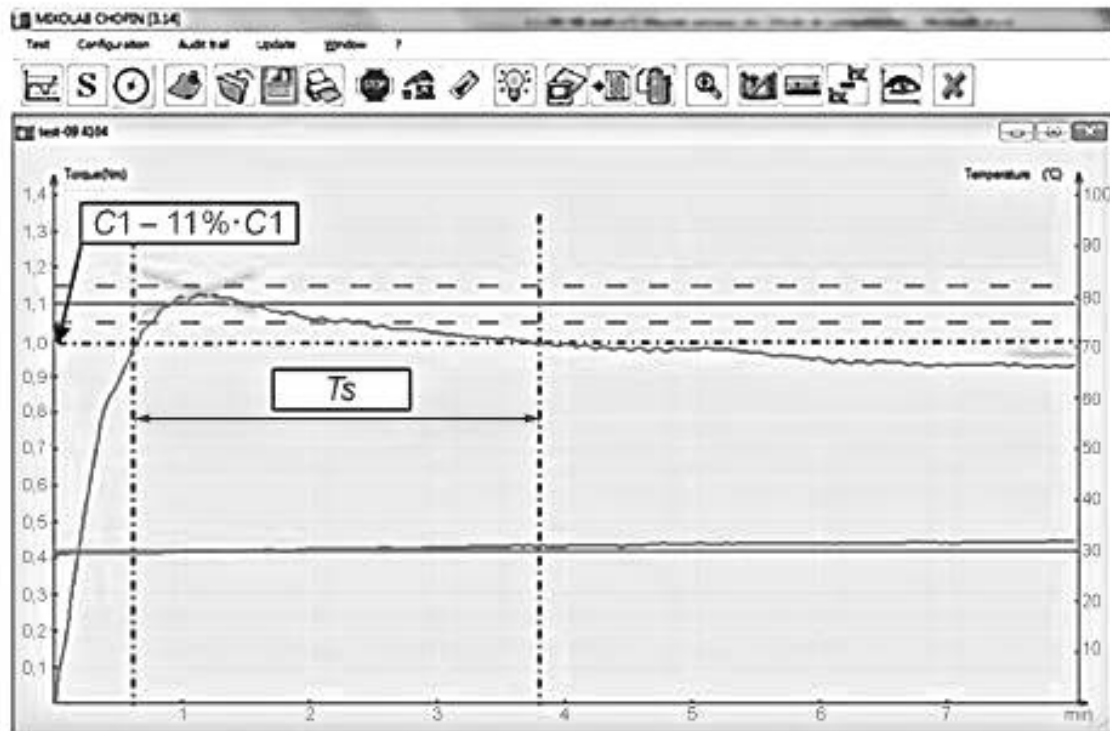 MIXOLAB CHOPIN [3.14]
Test Configuration Audit trail Update Window ?
S
test-09 4104
Torque(Nm)
Temperature (°C)
1,4
1,3
1,2
1,1
1,0
0,9
0,8
0,7
0,6
0,5
0,4
0,3
0,2
0,1
C1 – 11%·C1
Ts
100
90
80
70
60
50
40
30
20
10
1 2 3 4 5 6 7 min